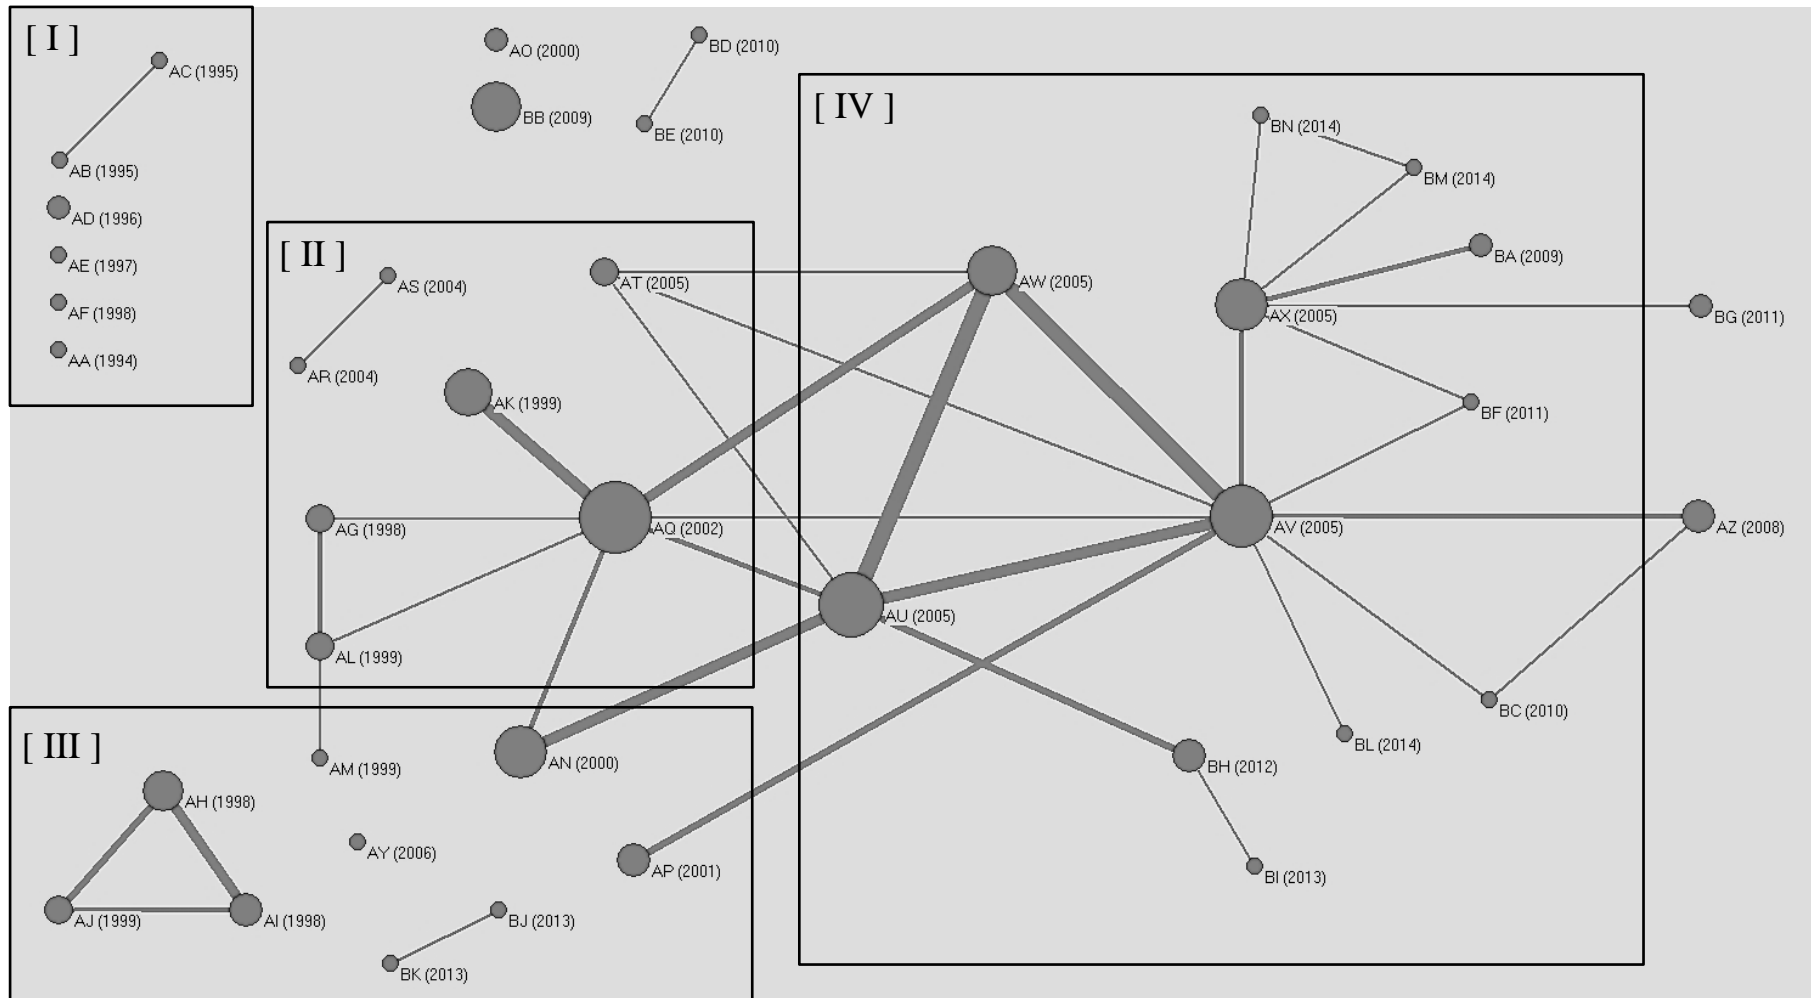 [ I ]
AC (1995)
AB (1995)
AD (1996)
AE (1997)
AF (1998)
AA (1994)
AO (2000)
BB (2009)
BD (2010)
BE (2010)
[ II ]
AS (2004)
AR (2004)
AT (2005)
AK (1999)
AG (1998)
AQ (2002)
AL (1999)
[ III ]
AM (1999)
AN (2000)
AH (1998)
AY (2006)
AP (2001)
AJ (1999)
AI (1998)
BJ (2013)
BK (2013)
[ IV ]
BN (2014)
BM (2014)
BA (2009)
AW (2005)
AX (2005)
BG (2011)
BF (2011)
AV (2005)
AZ (2008)
AU (2005)
BC (2010)
BL (2014)
BH (2012)
BI (2013)